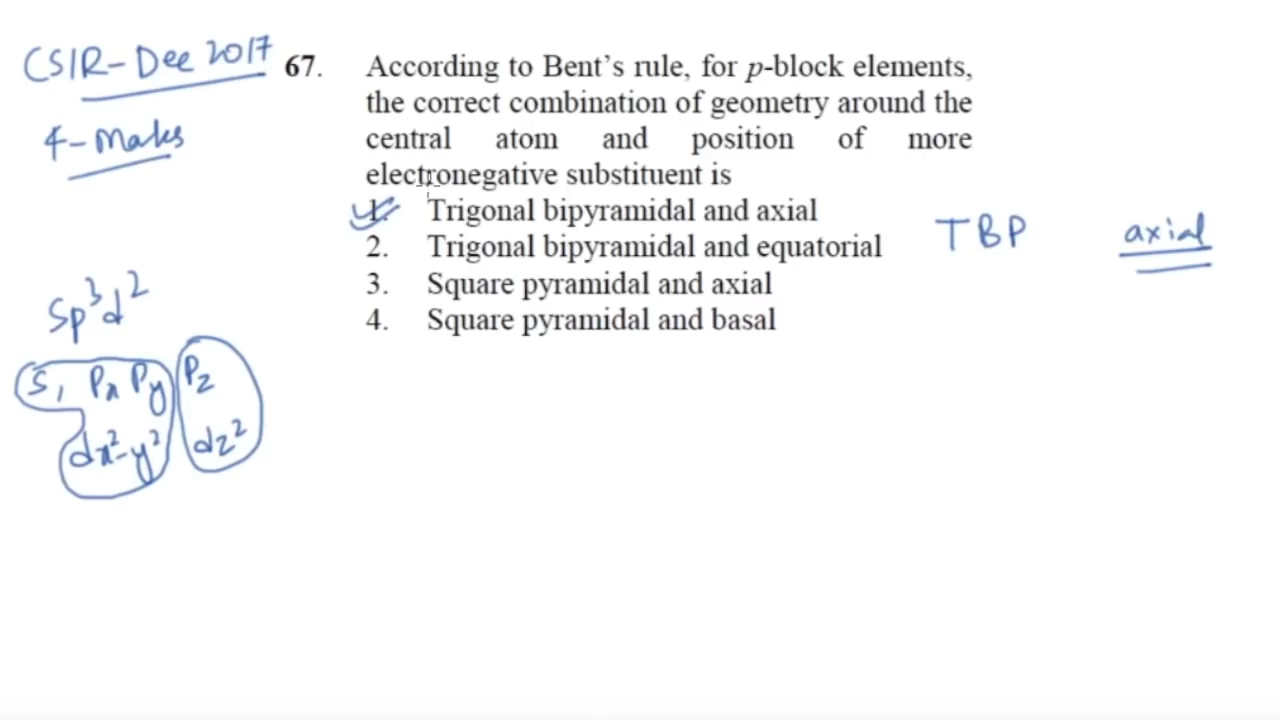 CSIR-Dec 2017
4-Marks
67. According to Bent's rule, for p-block elements,
the correct combination of geometry around the
central atom and position of more
electronegative substituent is
1. Trigonal bipyramidal and axial
2. Trigonal bipyramidal and equatorial
3. Square pyramidal and axial
4. Square pyramidal and basal
TBP axial
sp³d²
s, Px Py Pz
dx²-y² dz²